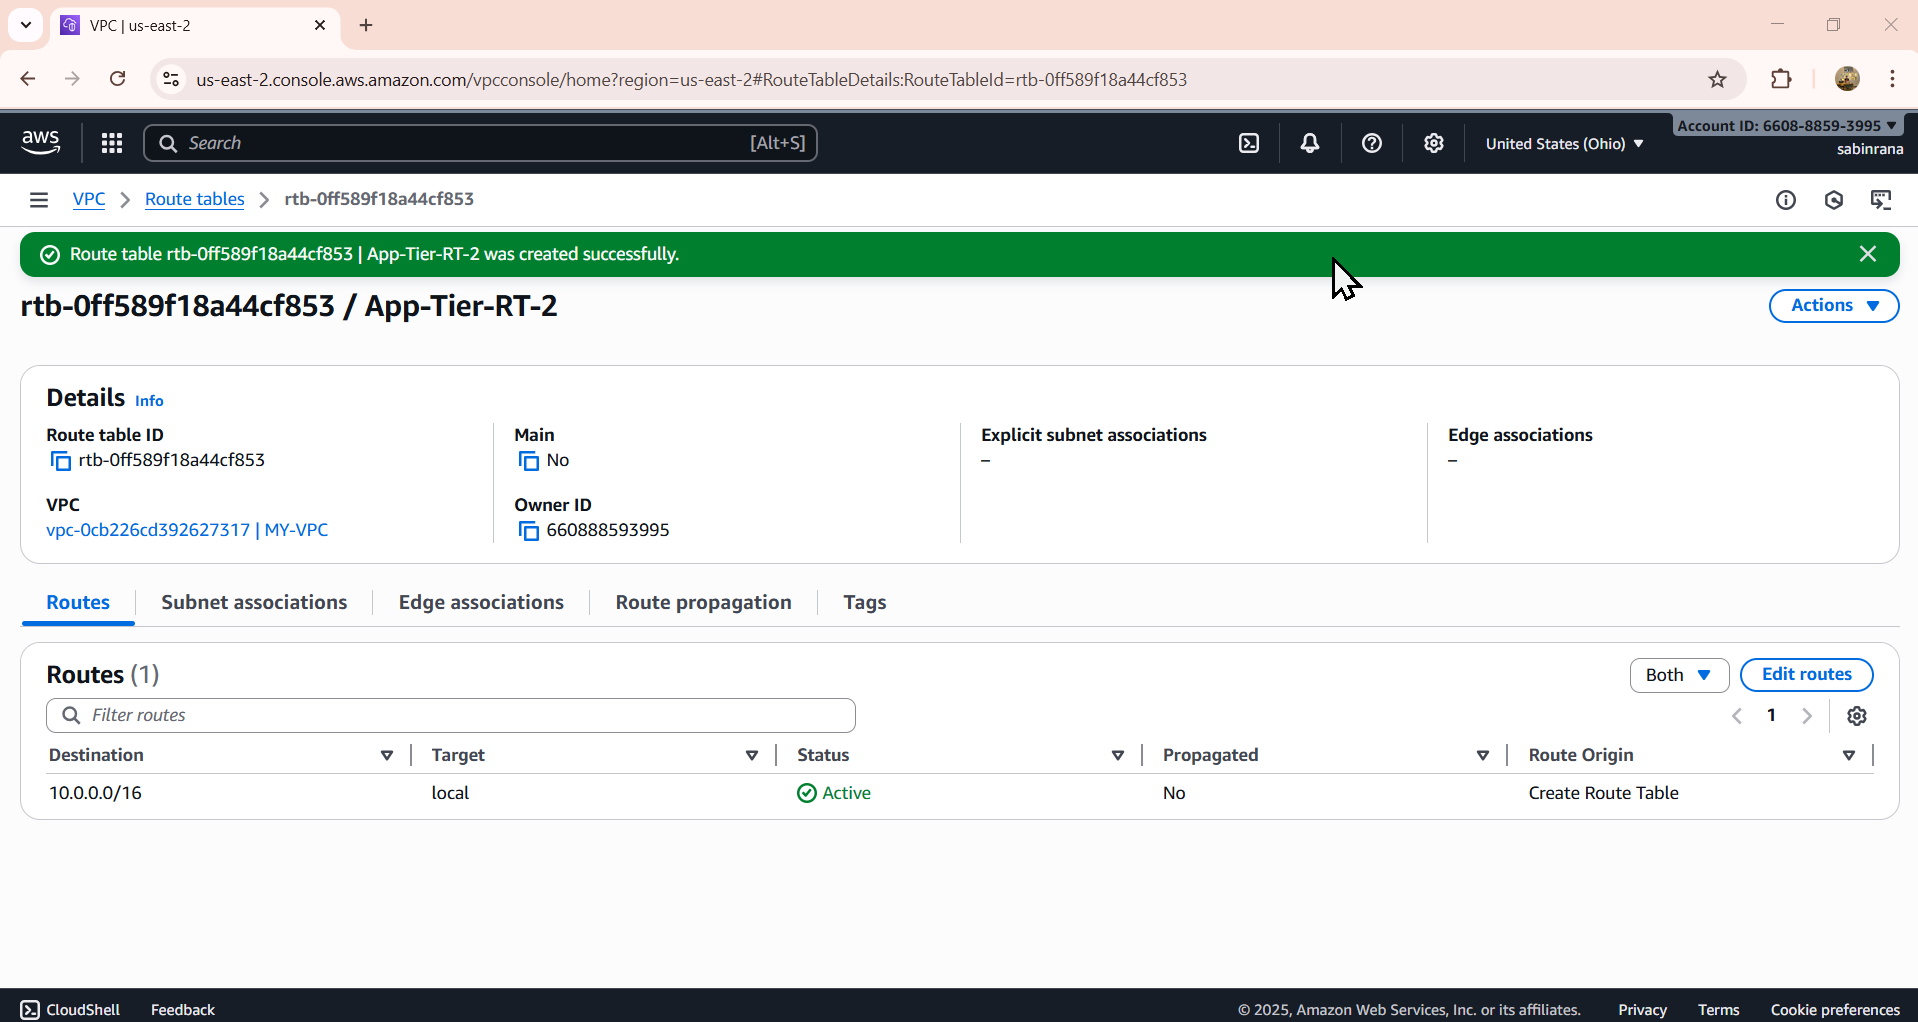 VPC | us-east-2
us-east-2.console.aws.amazon.com/vpcconsole/home?region=us-east-2#RouteTableDetails:RouteTableId=rtb-0ff589f18a44cf853
aws
Search [Alt+S]
United States (Ohio)
Account ID: 6608-8859-3995
sabinrana
VPC > Route tables > rtb-0ff589f18a44cf853
Route table rtb-0ff589f18a44cf853 | App-Tier-RT-2 was created successfully.
rtb-0ff589f18a44cf853 / App-Tier-RT-2
Actions
Details Info
Route table ID
rtb-0ff589f18a44cf853
Main
No
Explicit subnet associations
–
Edge associations
–
VPC
vpc-0cb226cd392627317 | MY-VPC
Owner ID
660888593995
Routes Subnet associations Edge associations Route propagation Tags
Routes (1)
Both Edit routes
Filter routes
1
Destination Target Status Propagated Route Origin
10.0.0.0/16 local Active No Create Route Table
CloudShell Feedback © 2025, Amazon Web Services, Inc. or its affiliates. Privacy Terms Cookie preferences